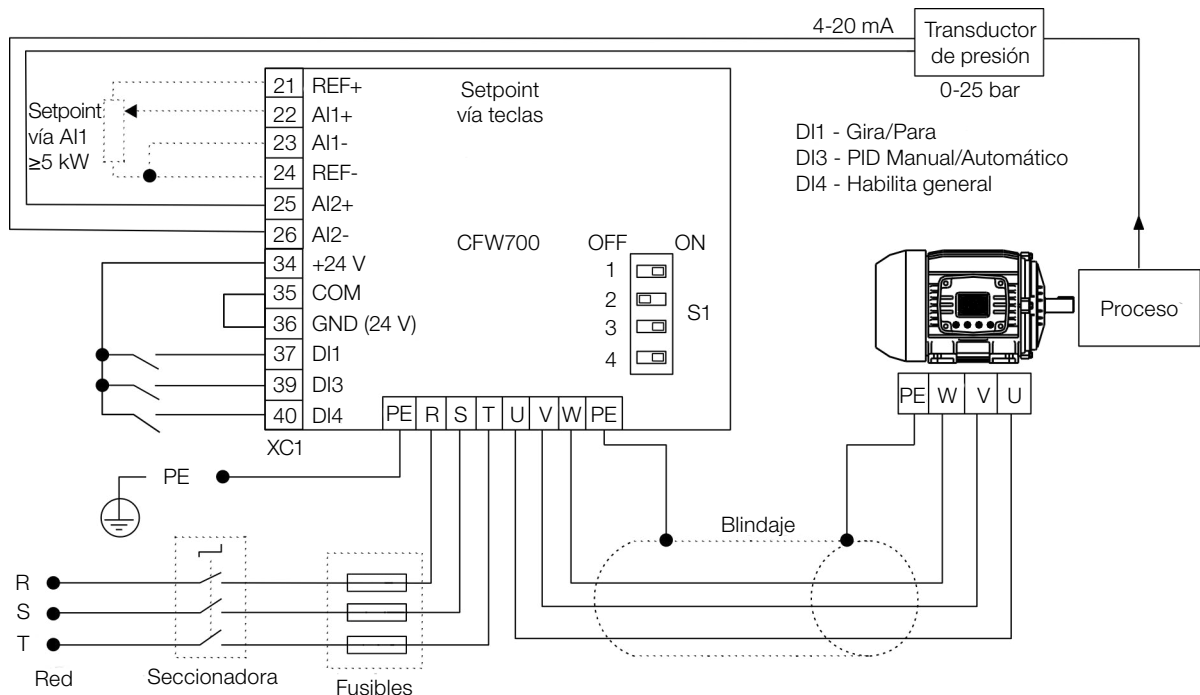 4-20 mA
Transductor
de presión
0-25 bar
Setpoint
vía AI1
≥5 kW
21 REF+
22 AI1+
23 AI1-
24 REF-
25 AI2+
26 AI2-
34 +24 V
35 COM
36 GND (24 V)
37 DI1
39 DI3
40 DI4
XC1
Setpoint
vía teclas
CFW700
OFF ON
1
2
3
4
S1
DI1 - Gira/Para
DI3 - PID Manual/Automático
DI4 - Habilita general
Proceso
PE W V U
PE R S T U V W PE
PE
Blindaje
R
S
T
Red
Seccionadora
Fusibles